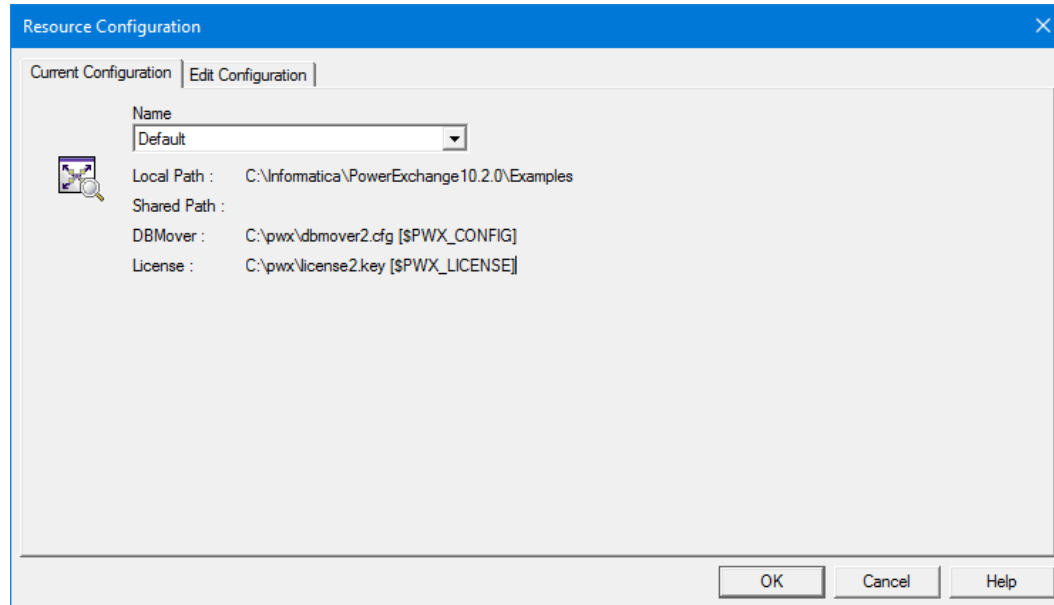 Resource Configuration
Current Configuration Edit Configuration
Name
Default
Local Path : C:\Informatica\PowerExchange10.2.0\Examples
Shared Path :
DBMover : C:\pwx\dbmover2.cfg [$PWX_CONFIG]
License : C:\pwx\license2.key [$PWX_LICENSE]
OK Cancel Help